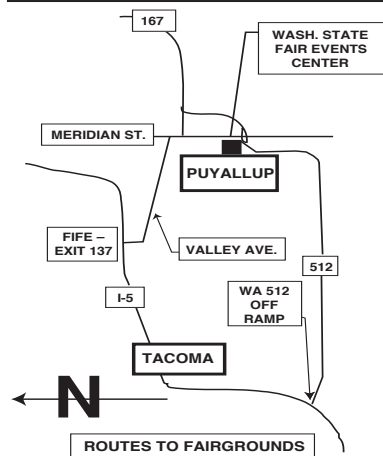 167
WASH. STATE
FAIR EVENTS
CENTER
MERIDIAN ST.
PUYALLUP
FIFE –
EXIT 137
VALLEY AVE.
512
I-5
WA 512
OFF
RAMP
TACOMA
N
ROUTES TO FAIRGROUNDS